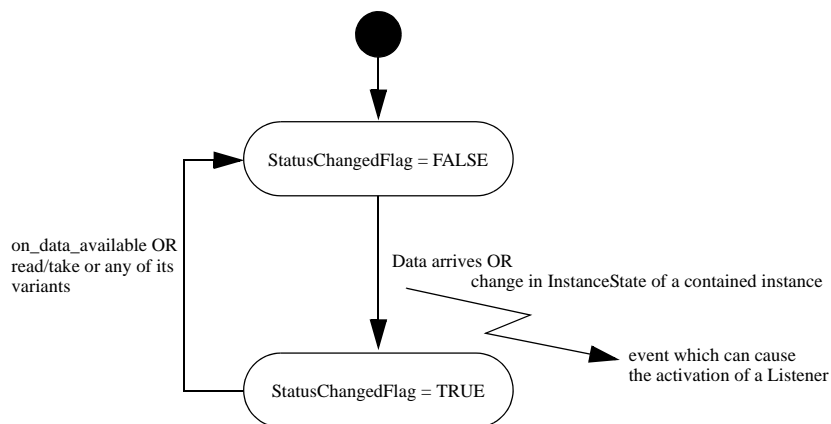 StatusChangedFlag = FALSE
on_data_available OR
read/take or any of its
variants
Data arrives OR
change in InstanceState of a contained instance
event which can cause
the activation of a Listener
StatusChangedFlag = TRUE